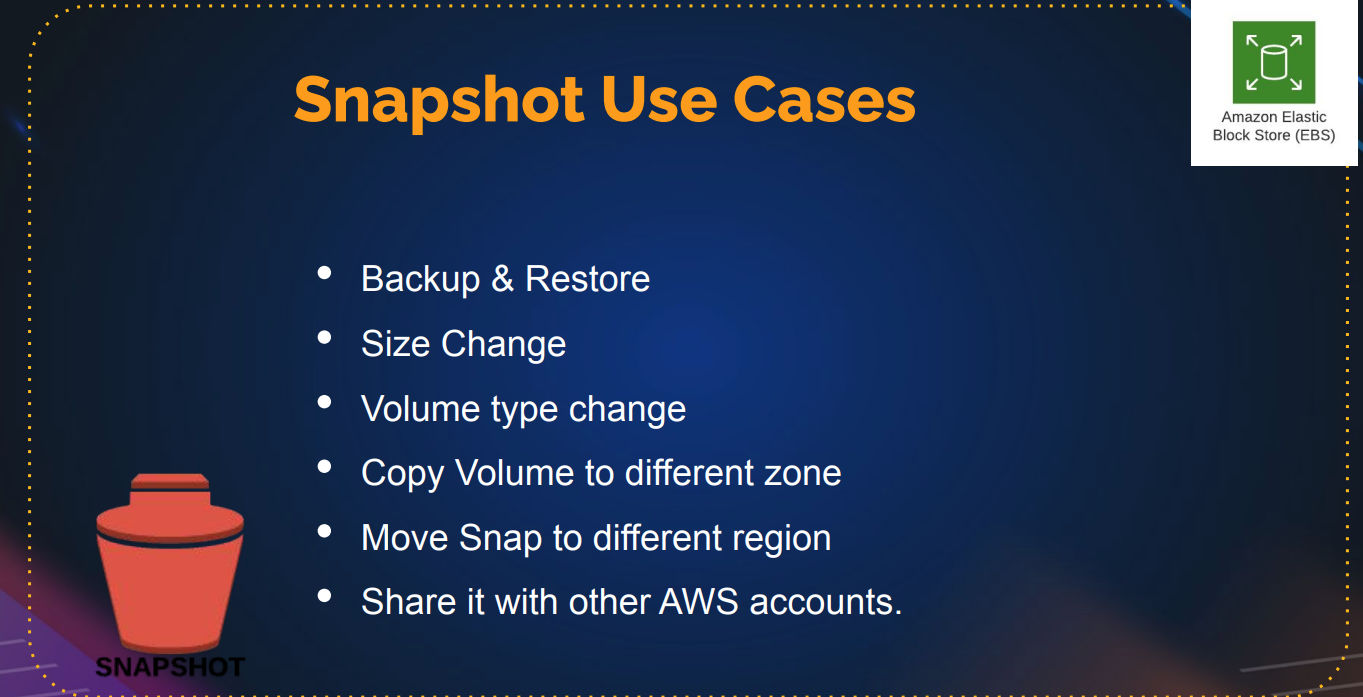 Snapshot Use Cases
Amazon Elastic
Block Store (EBS)
• Backup & Restore
• Size Change
• Volume type change
• Copy Volume to different zone
• Move Snap to different region
• Share it with other AWS accounts.
SNAPSHOT